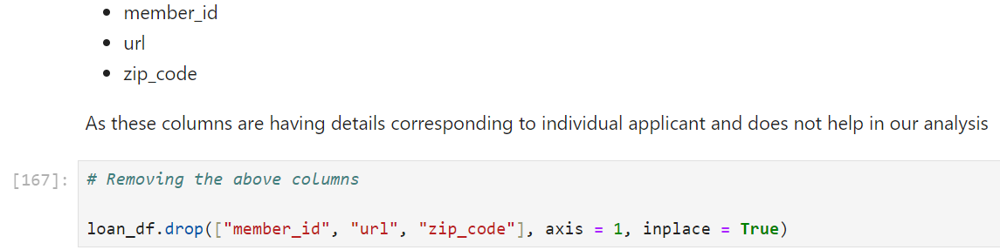 • member_id
• url
• zip_code
As these columns are having details corresponding to individual applicant and does not help in our analysis
[167]: # Removing the above columns
loan_df.drop(["member_id", "url", "zip_code"], axis = 1, inplace = True)